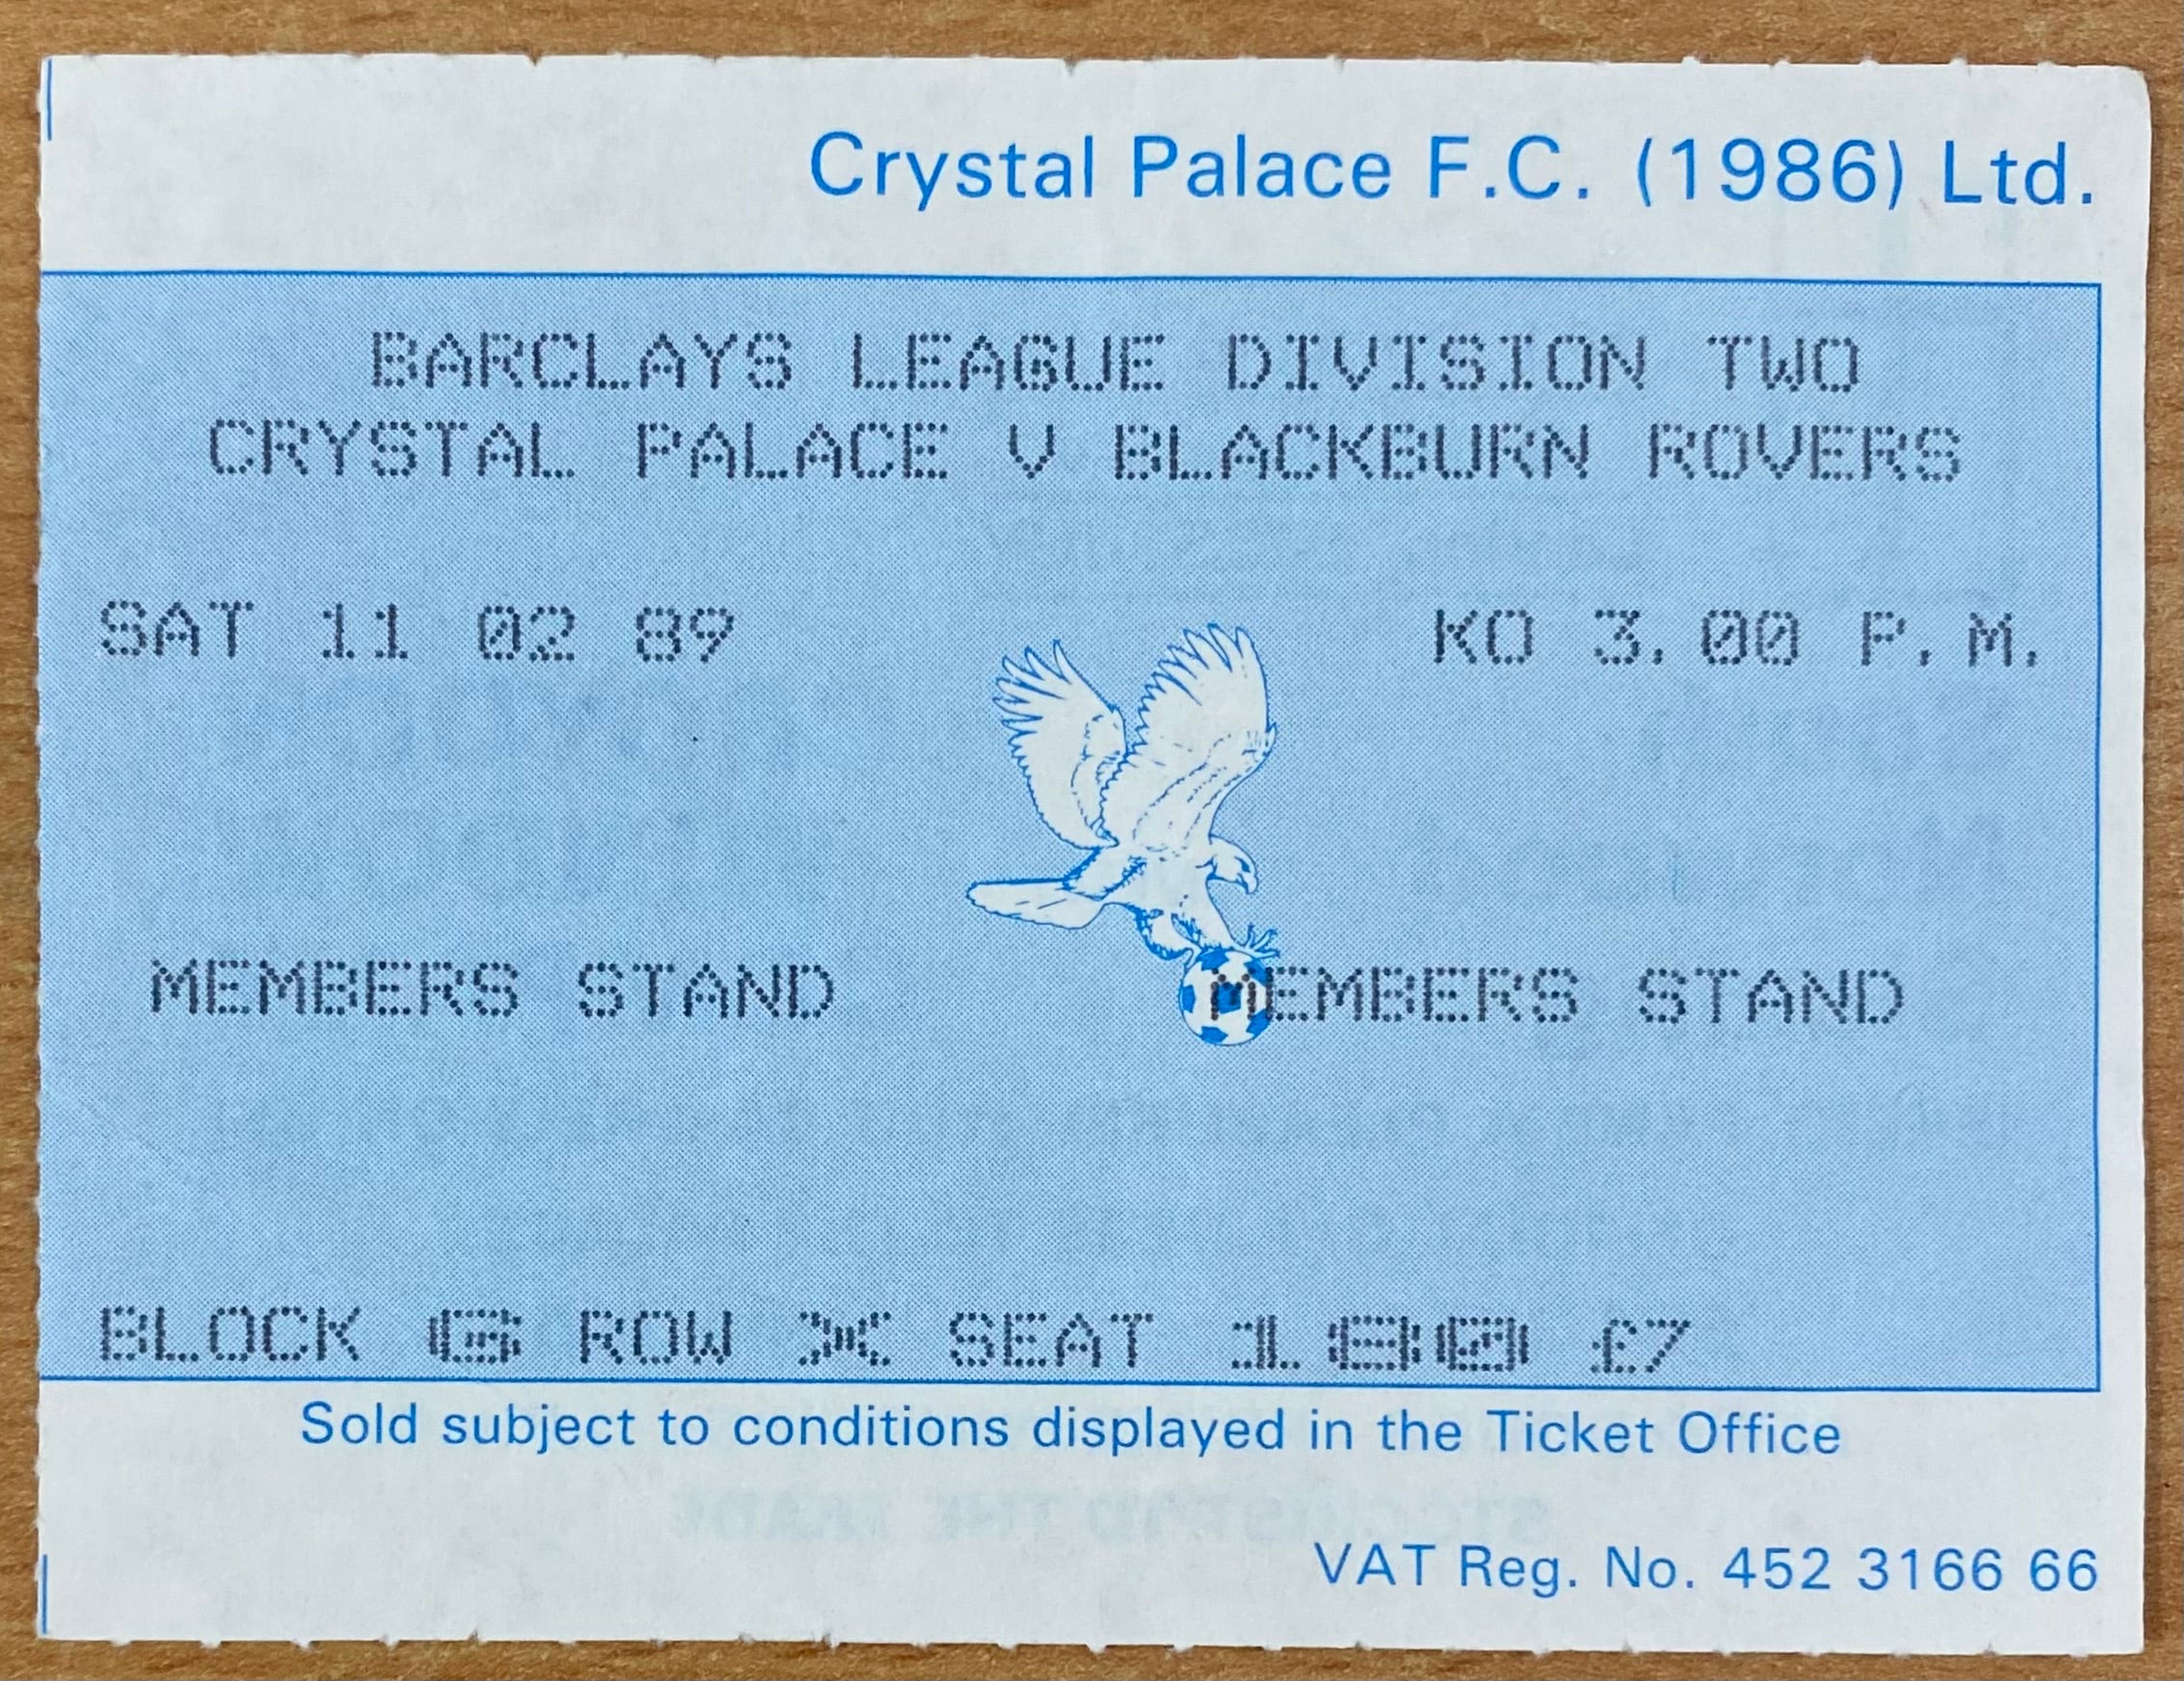 Crystal Palace F.C. (1986) Ltd.
BARCLAYS LEAGUE DIVISION TWO
CRYSTAL PALACE V BLACKBURN ROVERS
SAT 11 02 89 KO 3.00 P.M.
MEMBERS STAND MEMBERS STAND
BLOCK G ROW X SEAT 180 £7
Sold subject to conditions displayed in the Ticket Office
VAT Reg. No. 452 3166 66